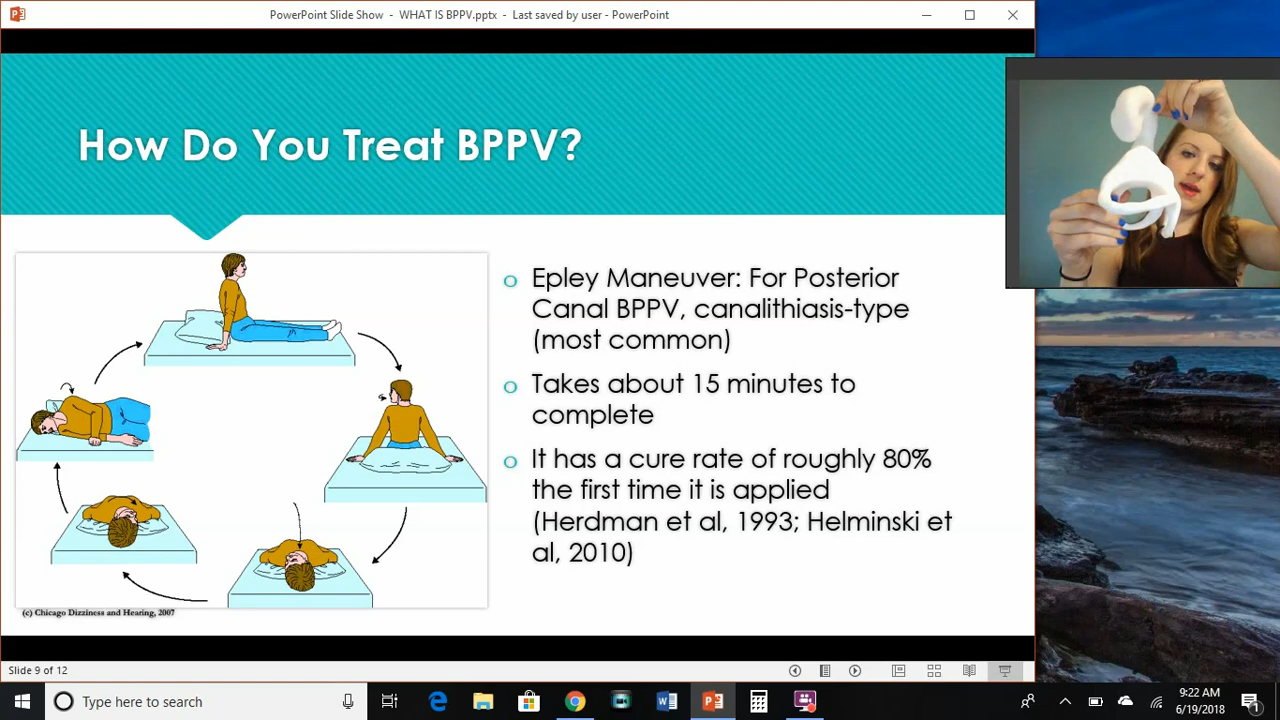 PowerPoint Slide Show - WHAT IS BPPV.pptx - Last saved by user - PowerPoint
How Do You Treat BPPV?
o Epley Maneuver: For Posterior
Canal BPPV, canalithiasis-type
(most common)
o Takes about 15 minutes to
complete
o It has a cure rate of roughly 80%
the first time it is applied
(Herdman et al, 1993; Helminski et
al, 2010)
(c) Chicago Dizziness and Hearing, 2007
Slide 9 of 12
Type here to search
9:22 AM
6/19/2018
1